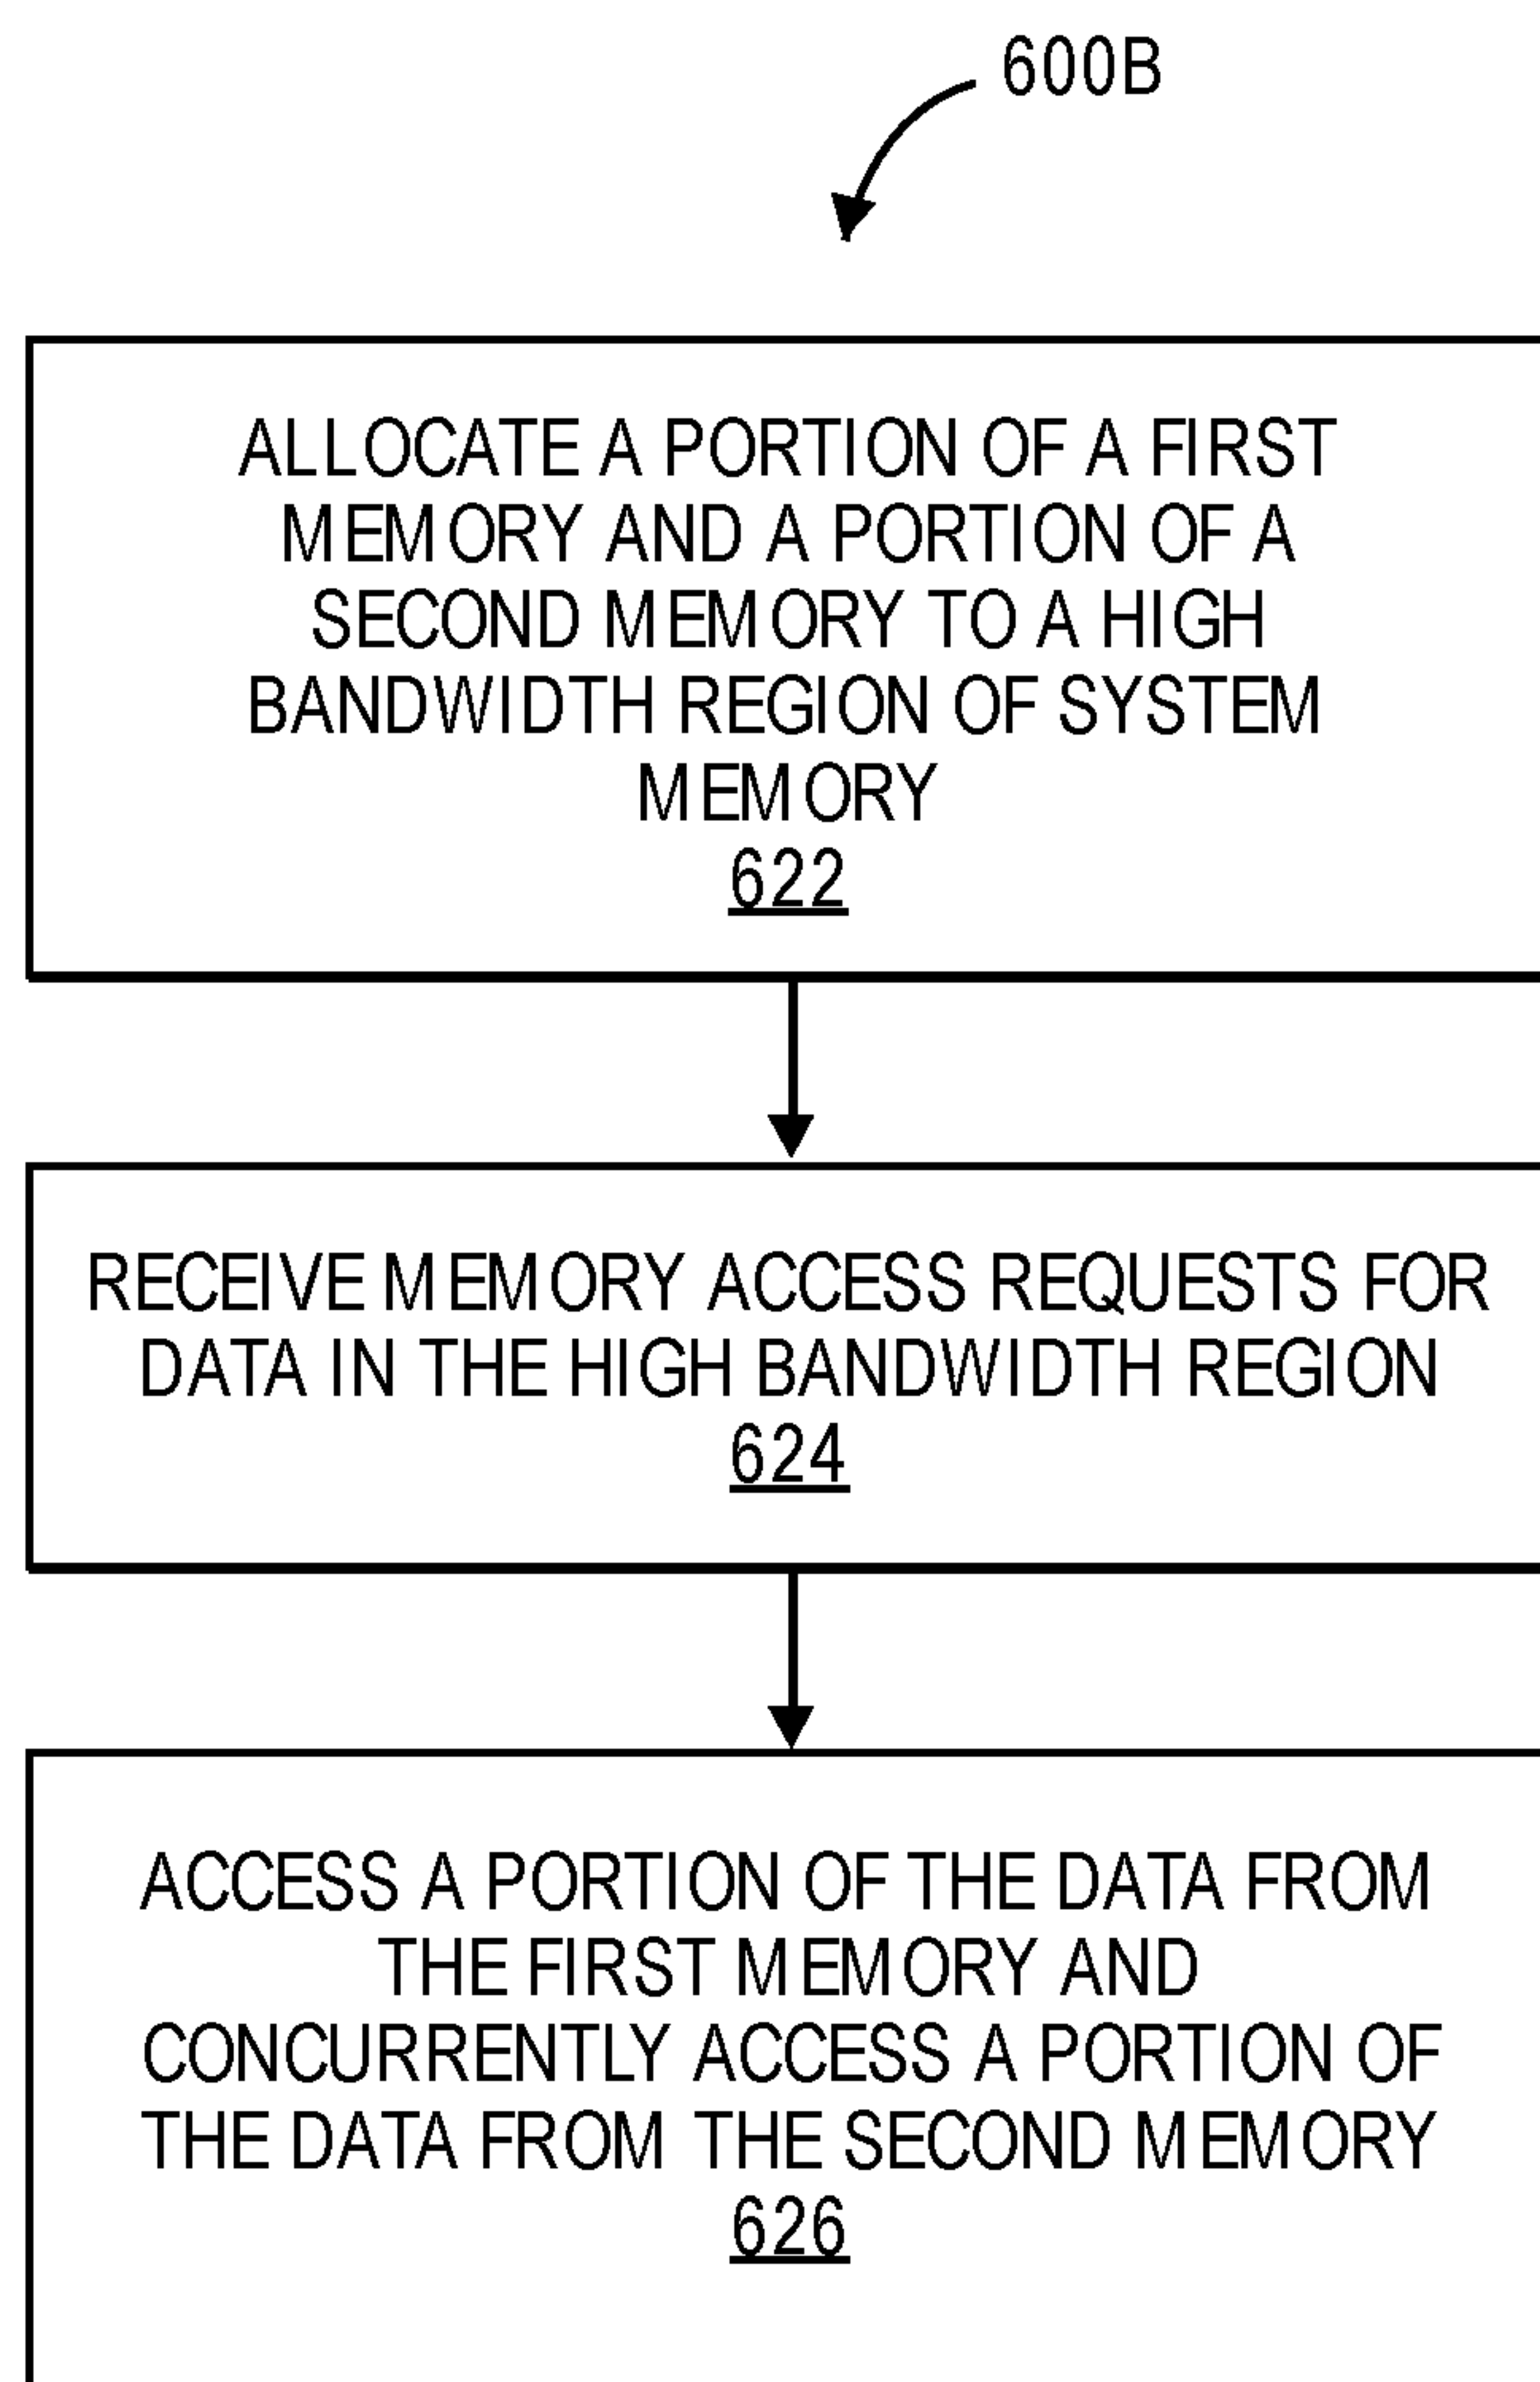 600B
ALLOCATE A PORTION OF A FIRST
MEMORY AND A PORTION OF A
SECOND MEMORY TO A HIGH
BANDWIDTH REGION OF SYSTEM
MEMORY
622
RECEIVE MEMORY ACCESS REQUESTS FOR
DATA IN THE HIGH BANDWIDTH REGION
624
ACCESS A PORTION OF THE DATA FROM
THE FIRST MEMORY AND
CONCURRENTLY ACCESS A PORTION OF
THE DATA FROM THE SECOND MEMORY
626